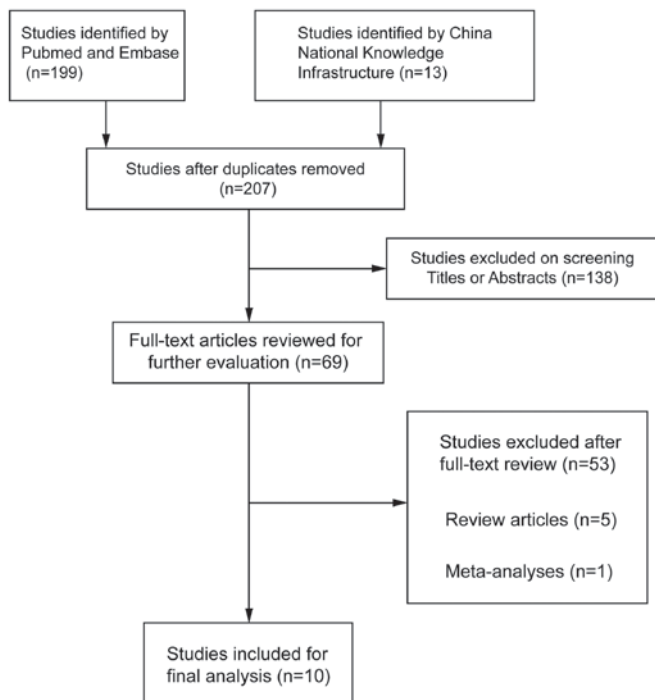 Studies identified by
Pubmed and Embase
(n=199)
Studies identified by China
National Knowledge
Infrastructure (n=13)
Studies after duplicates removed
(n=207)
Studies excluded on screening
Titles or Abstracts (n=138)
Full-text articles reviewed for
further evaluation (n=69)
Studies excluded after
full-text review (n=53)
Review articles (n=5)
Meta-analyses (n=1)
Studies included for
final analysis (n=10)